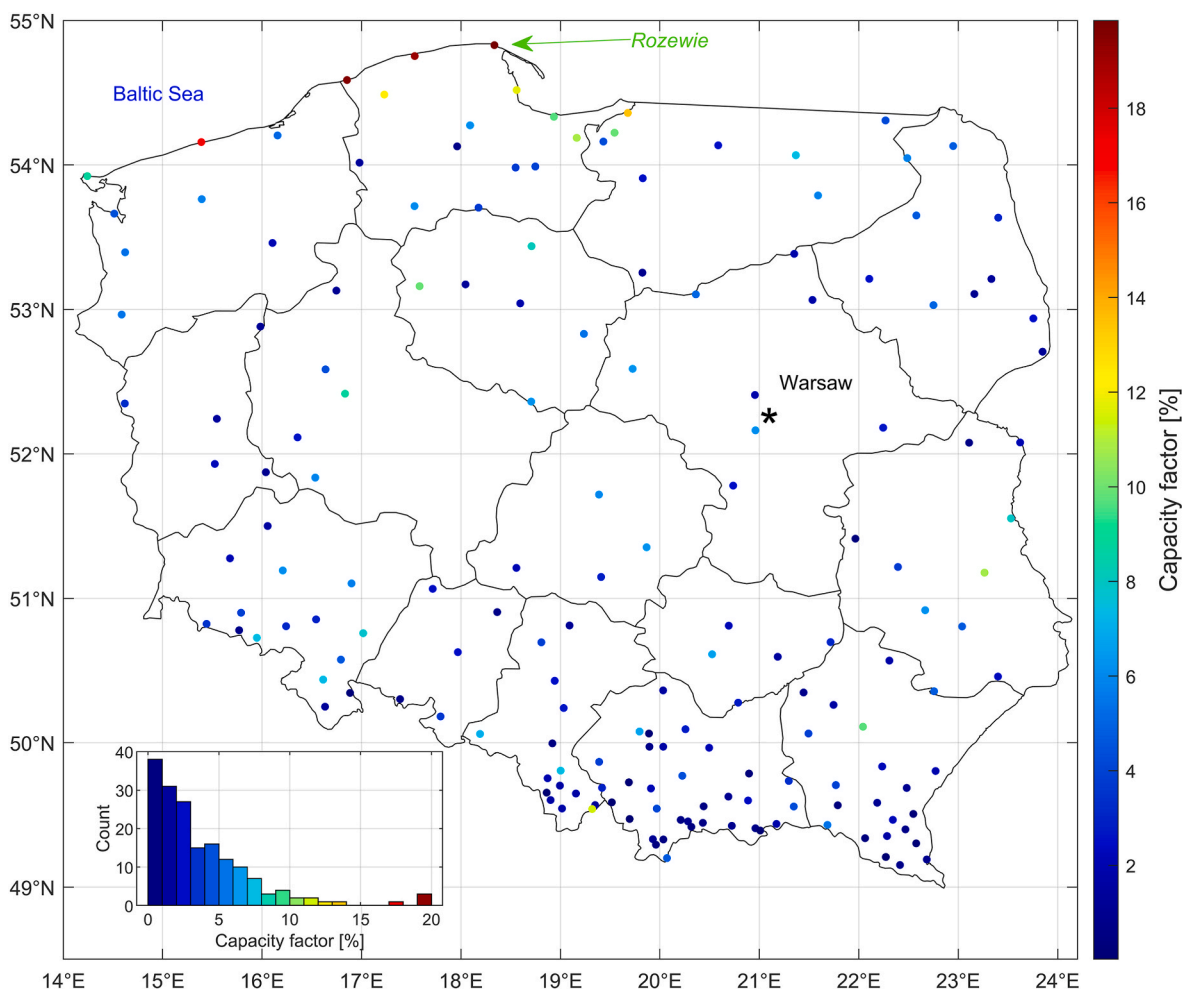 55°N
Rozewie
Baltic Sea
18
54°N
16
53°N
14
12
Warsaw
Capacity factor [%]
52°N
10
8
51°N
6
50°N
4
40
30
20
10
0
Count
0 5 10 15 20
Capacity factor [%]
49°N
2
14°E 15°E 16°E 17°E 18°E 19°E 20°E 21°E 22°E 23°E 24°E